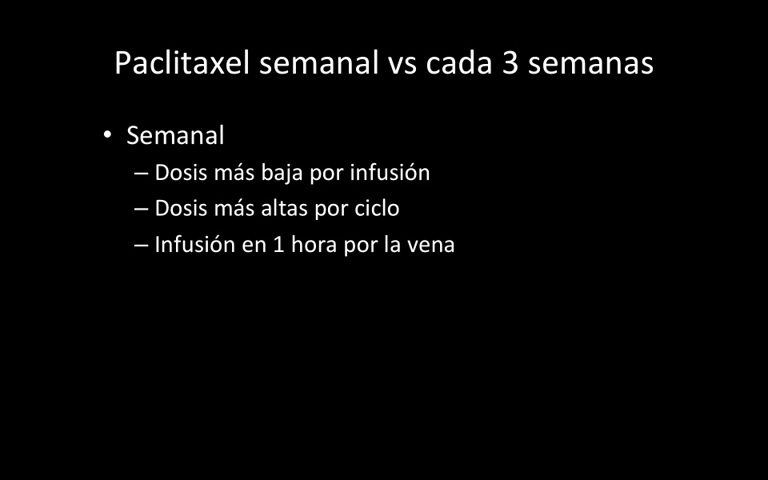 Paclitaxel semanal vs cada 3 semanas
• Semanal
– Dosis más baja por infusión
– Dosis más altas por ciclo
– Infusión en 1 hora por la vena